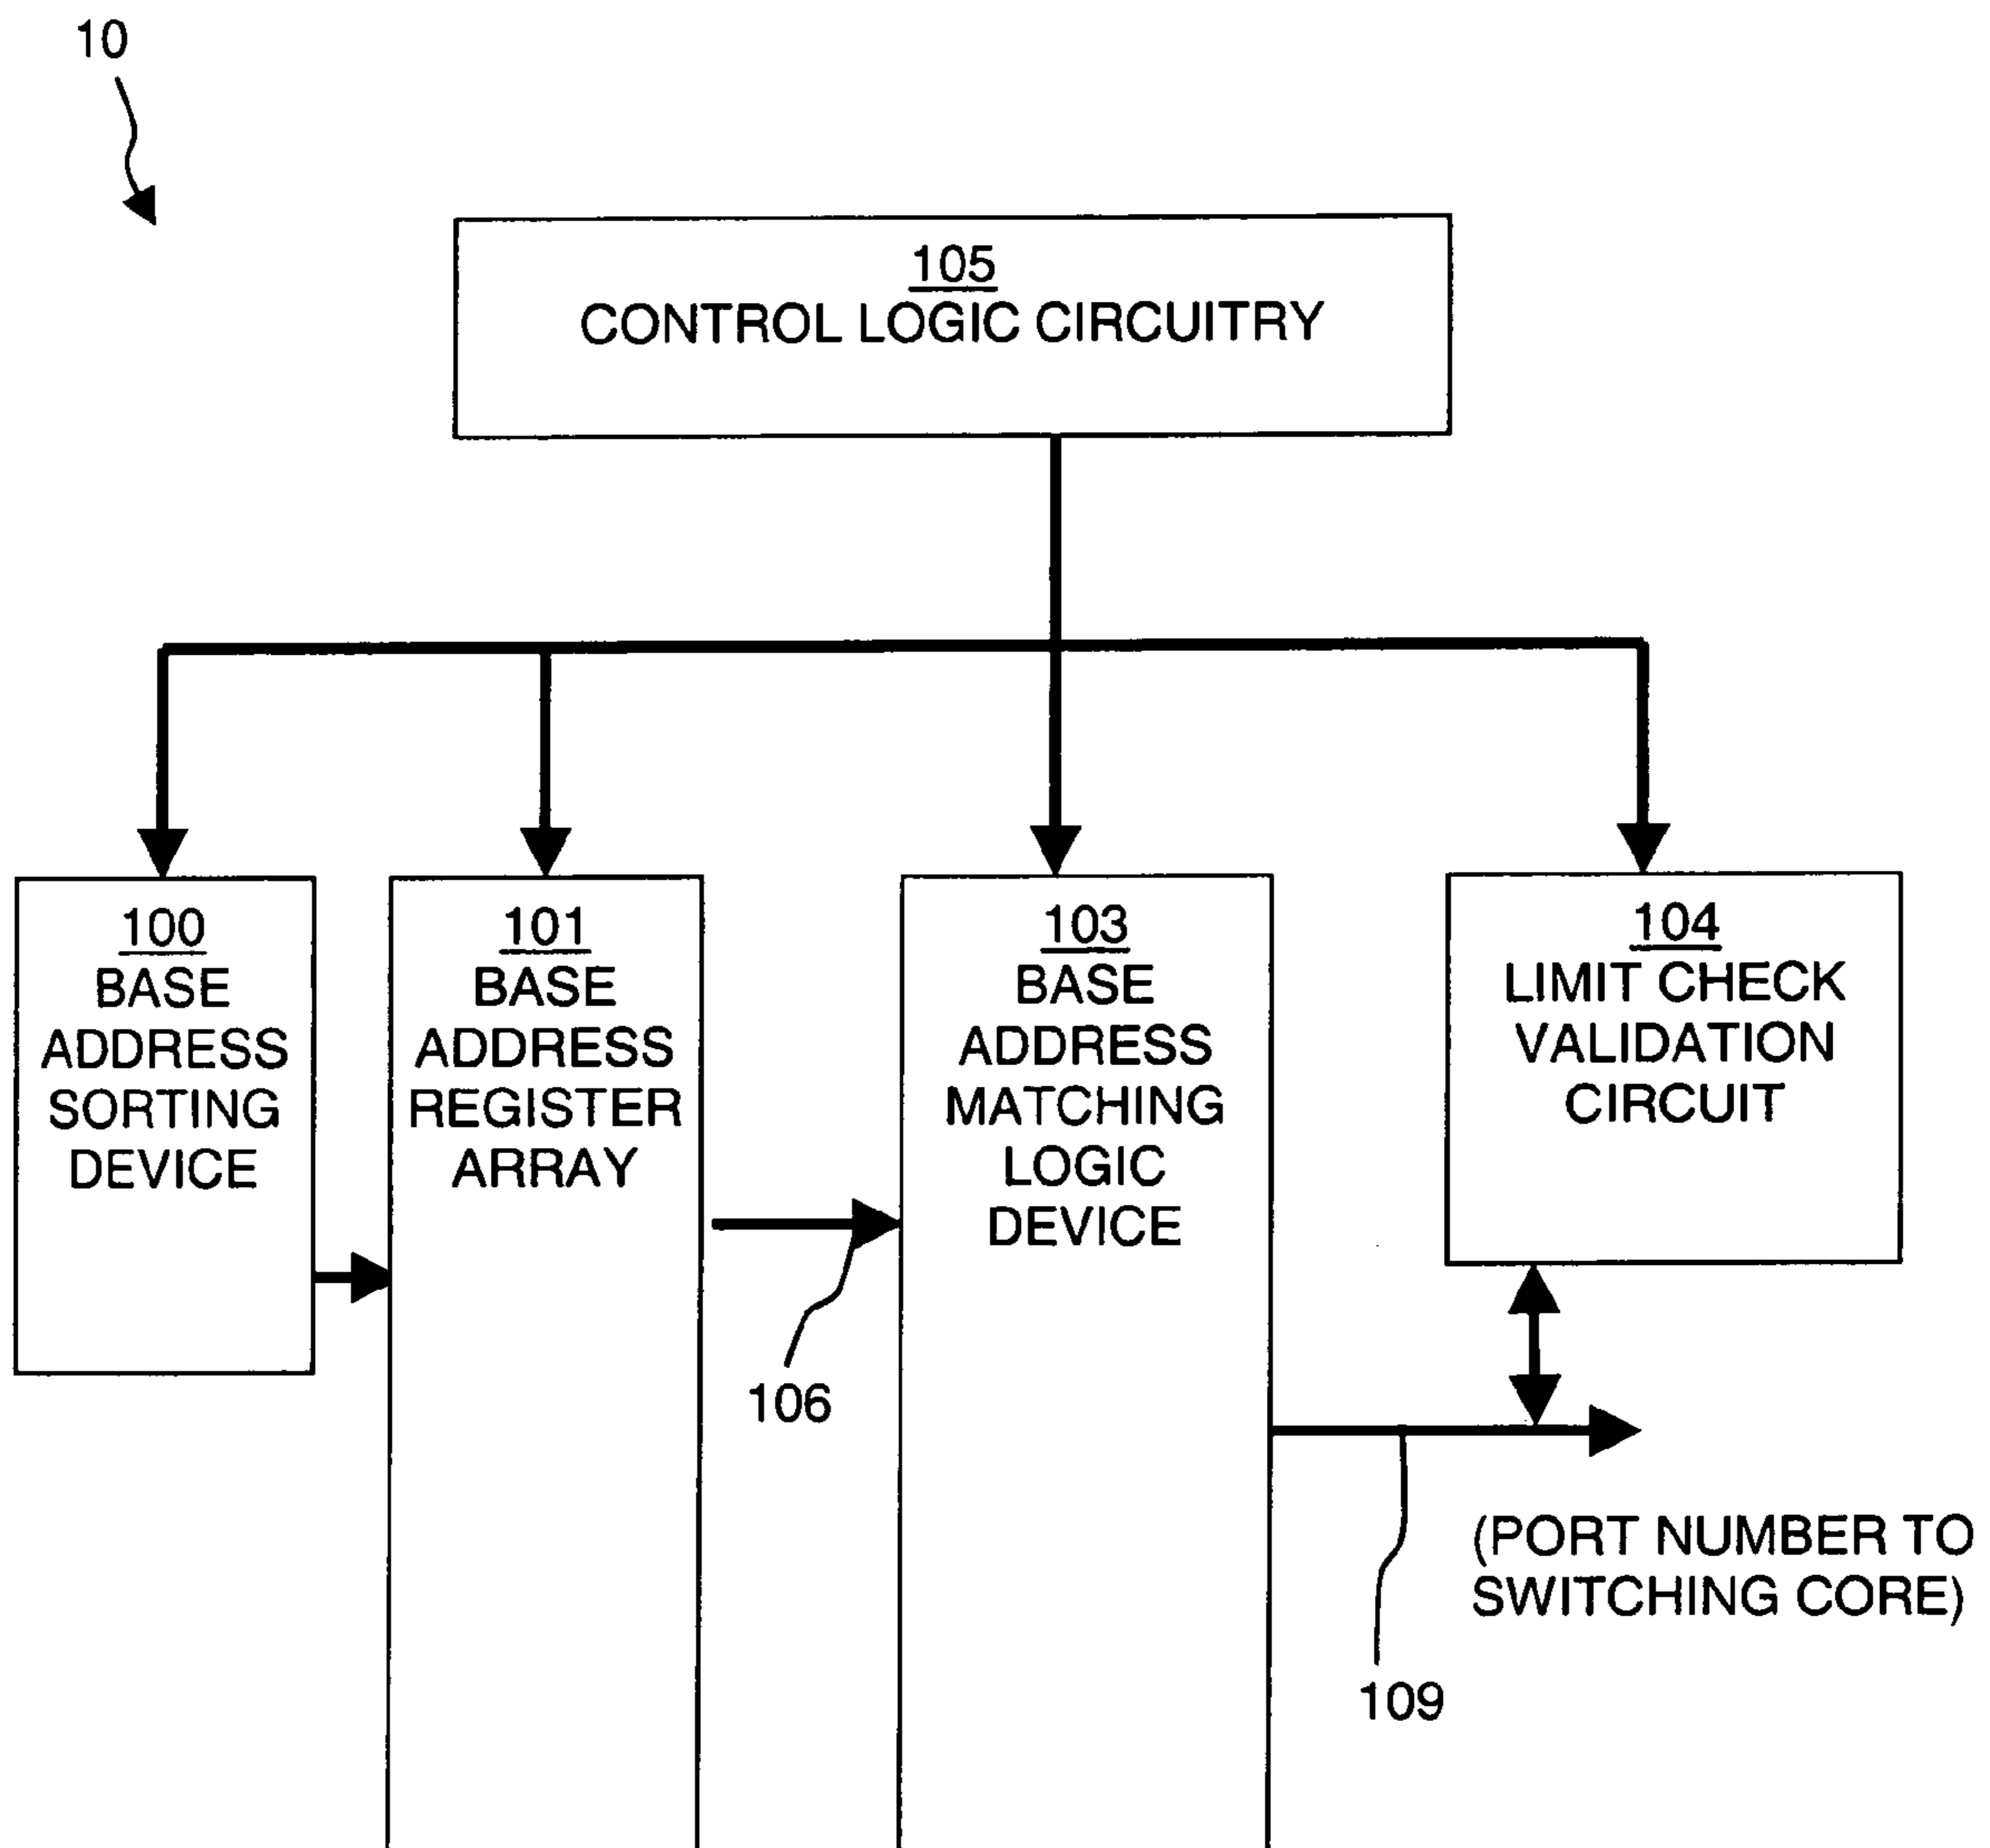 10
105
CONTROL LOGIC CIRCUITRY
100
BASE
ADDRESS
SORTING
DEVICE
101
BASE
ADDRESS
REGISTER
ARRAY
103
BASE
ADDRESS
MATCHING
LOGIC
DEVICE
104
LIMIT CHECK
VALIDATION
CIRCUIT
106
109
(PORT NUMBER TO
SWITCHING CORE)